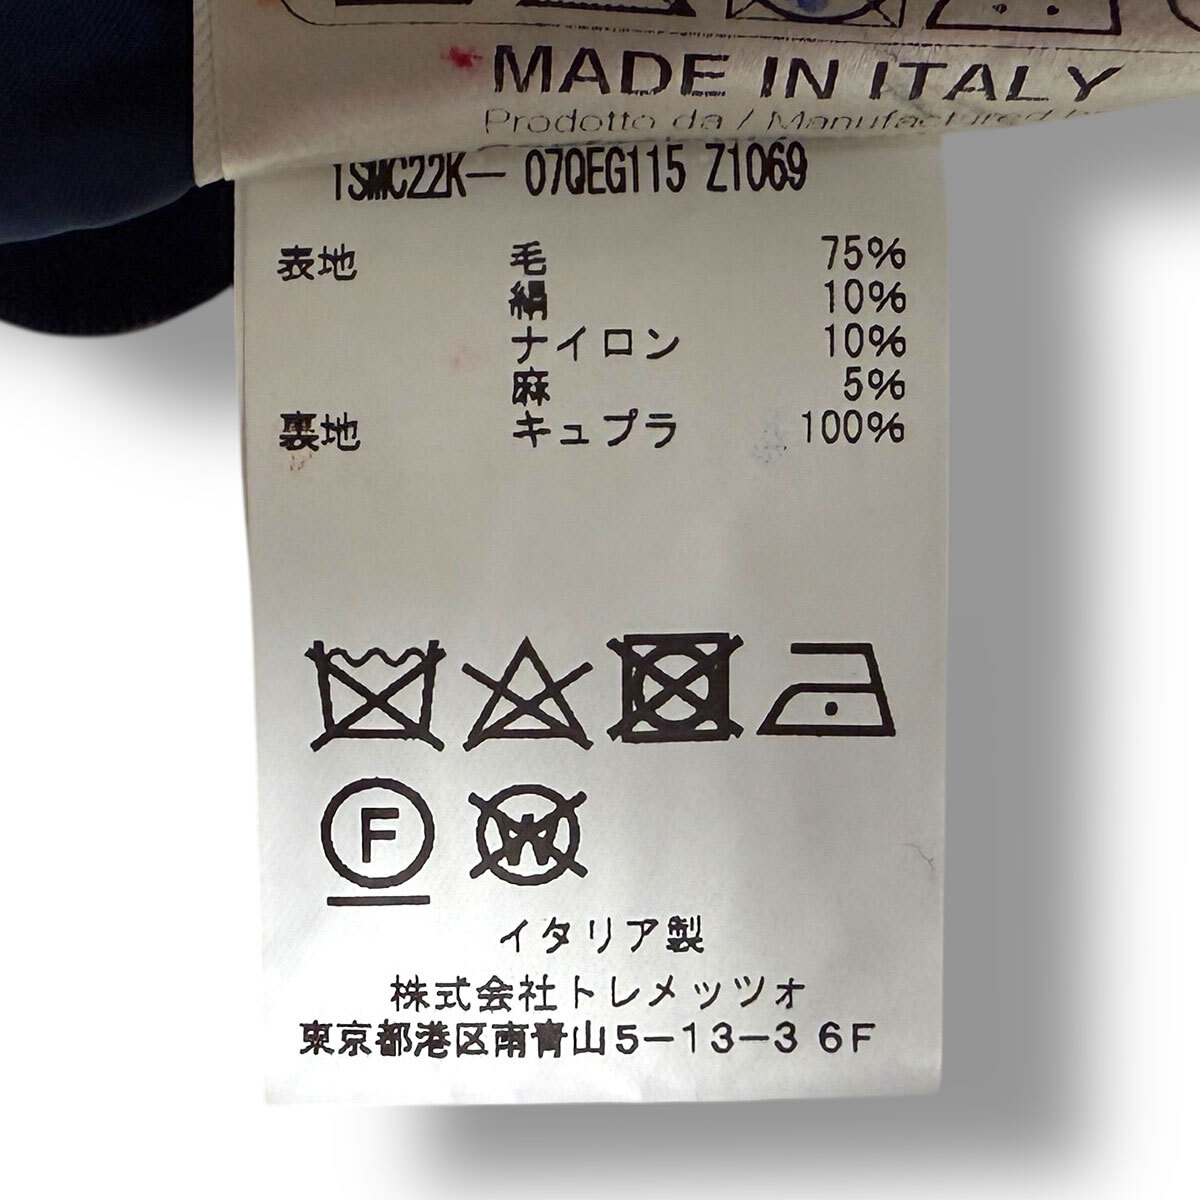 MADE IN ITALY
Prodotto da / Manufactured
1SMC22K— 07QEG115 Z1069
表地 毛 75%
絹 10%
ナイロン 10%
麻 5%
裏地 キュプラ 100%
F W
イタリア製
株式会社トレメッツォ
東京都港区南青山5－13－3 6F